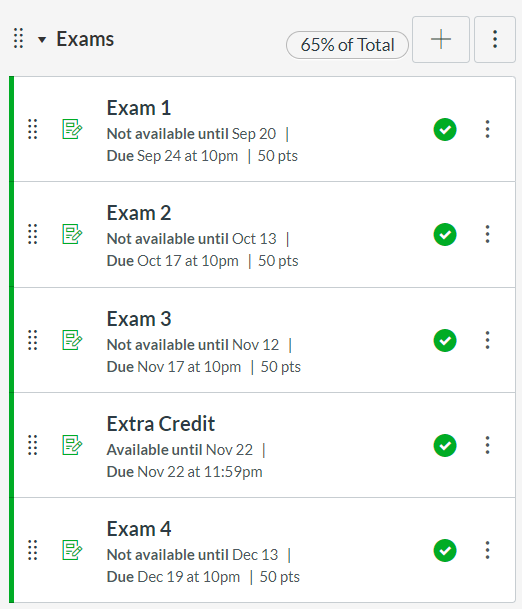 Exams
65% of Total
Exam 1
Not available until Sep 20 |
Due Sep 24 at 10pm | 50 pts
Exam 2
Not available until Oct 13 |
Due Oct 17 at 10pm | 50 pts
Exam 3
Not available until Nov 12 |
Due Nov 17 at 10pm | 50 pts
Extra Credit
Available until Nov 22 |
Due Nov 22 at 11:59pm
Exam 4
Not available until Dec 13 |
Due Dec 19 at 10pm | 50 pts